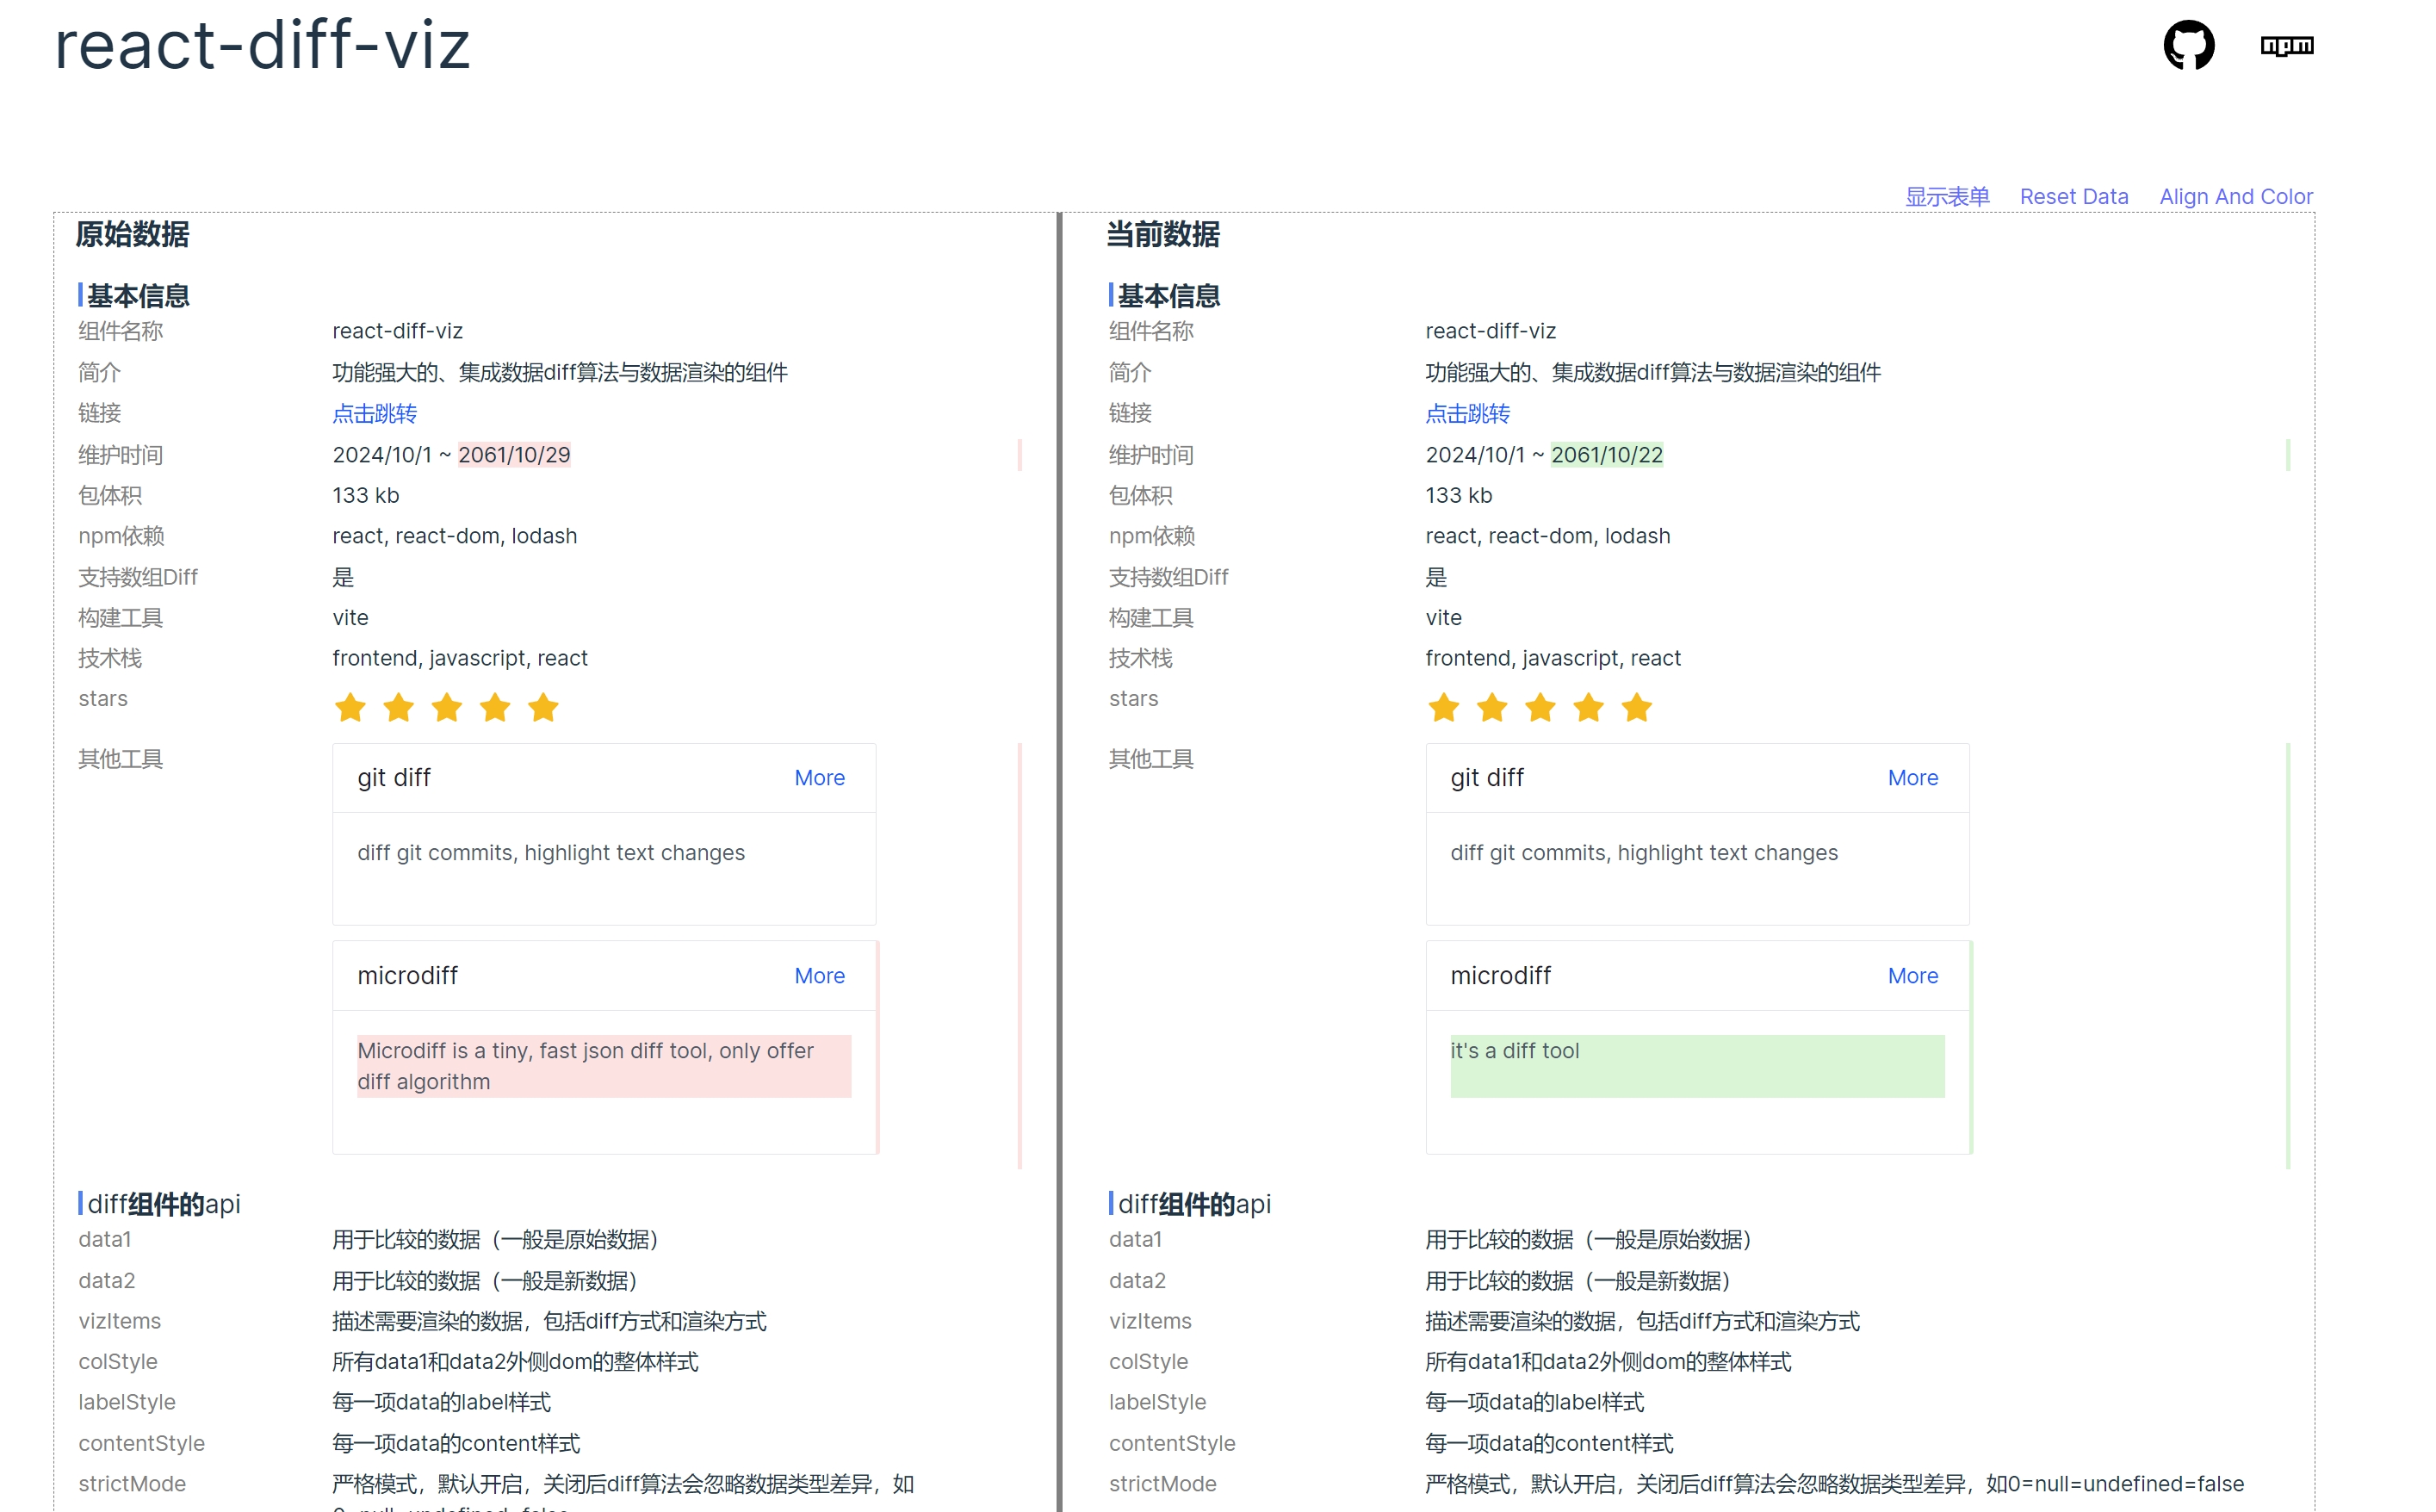 react-diff-viz
npm
显示表单 Reset Data Align And Color
原始数据
基本信息
组件名称 react-diff-viz
简介 功能强大的、集成数据diff算法与数据渲染的组件
链接 点击跳转
维护时间 2024/10/1 ~ 2061/10/29
包体积 133 kb
npm依赖 react, react-dom, lodash
支持数组Diff 是
构建工具 vite
技术栈 frontend, javascript, react
stars
其他工具
git diff More
diff git commits, highlight text changes
microdiff More
Microdiff is a tiny, fast json diff tool, only offer
diff algorithm
diff组件的api
data1 用于比较的数据（一般是原始数据）
data2 用于比较的数据（一般是新数据）
vizItems 描述需要渲染的数据，包括diff方式和渲染方式
colStyle 所有data1和data2外侧dom的整体样式
labelStyle 每一项data的label样式
contentStyle 每一项data的content样式
strictMode 严格模式，默认开启，关闭后diff算法会忽略数据类型差异，如
0=null=undefined=false
当前数据
基本信息
组件名称 react-diff-viz
简介 功能强大的、集成数据diff算法与数据渲染的组件
链接 点击跳转
维护时间 2024/10/1 ~ 2061/10/22
包体积 133 kb
npm依赖 react, react-dom, lodash
支持数组Diff 是
构建工具 vite
技术栈 frontend, javascript, react
stars
其他工具
git diff More
diff git commits, highlight text changes
microdiff More
it's a diff tool
diff组件的api
data1 用于比较的数据（一般是原始数据）
data2 用于比较的数据（一般是新数据）
vizItems 描述需要渲染的数据，包括diff方式和渲染方式
colStyle 所有data1和data2外侧dom的整体样式
labelStyle 每一项data的label样式
contentStyle 每一项data的content样式
strictMode 严格模式，默认开启，关闭后diff算法会忽略数据类型差异，如0=null=undefined=false